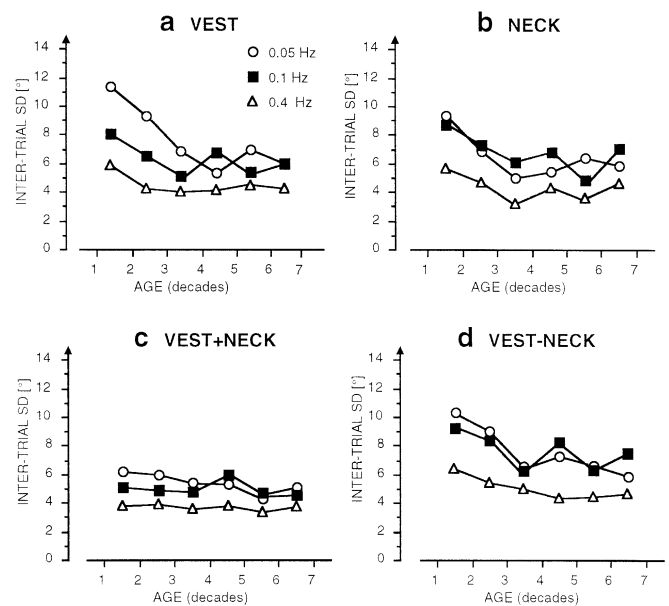 a VEST
14
12
10
8
6
4
2
0
INTER-TRIAL SD [°]
0.05 Hz
0.1 Hz
0.4 Hz
1 2 3 4 5 6 7
AGE (decades)
b NECK
14
12
10
8
6
4
2
0
INTER-TRIAL SD [°]
1 2 3 4 5 6 7
AGE (decades)
c VEST+NECK
14
12
10
8
6
4
2
0
INTER-TRIAL SD [°]
1 2 3 4 5 6 7
AGE (decades)
d VEST-NECK
14
12
10
8
6
4
2
0
INTER-TRIAL SD [°]
1 2 3 4 5 6 7
AGE (decades)